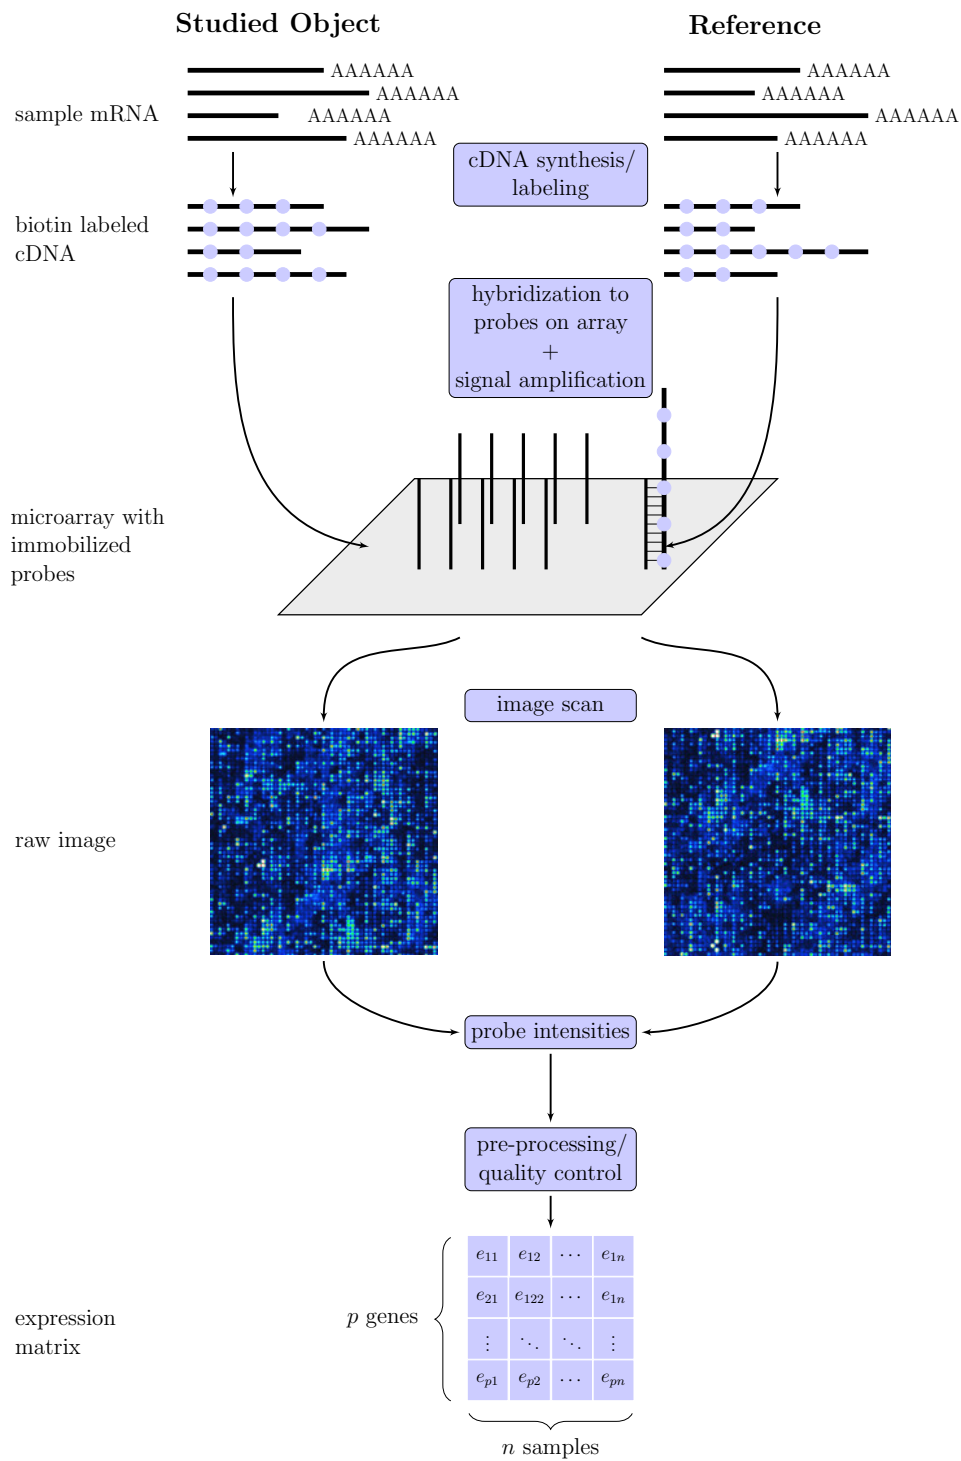 Studied Object
Reference
AAAAAA
AAAAAA
AAAAAA
AAAAAA
AAAAAA
AAAAAA
AAAAAA
AAAAAA
sample mRNA
cDNA synthesis/
labeling
biotin labeled
cDNA
hybridization to
probes on array
+
signal amplification
microarray with
immobilized
probes
image scan
raw image
probe intensities
pre-processing/
quality control
e11 e12 ⋯ e1n
e21 e122 ⋯ e1n
⋮ ⋱ ⋱ ⋮
ep1 ep2 ⋯ epn
p genes
expression
matrix
n samples